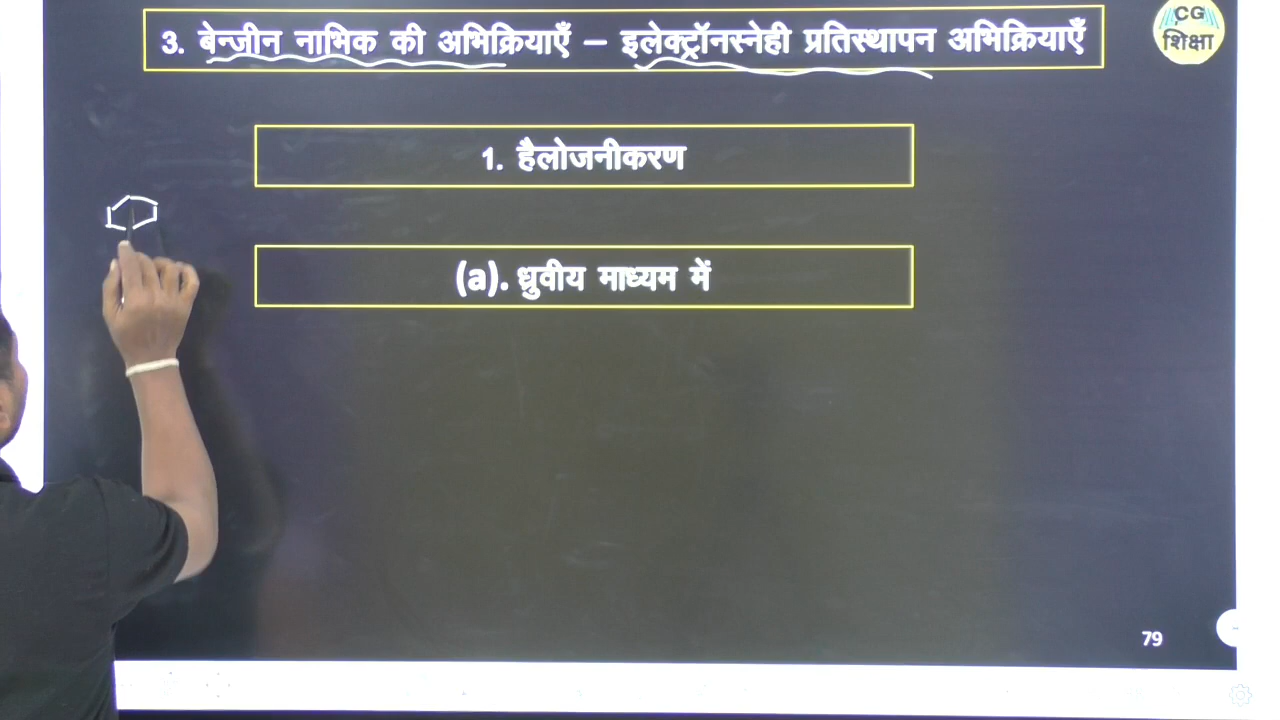 3. बेन्जीन नाभिक की अभिक्रियाएँ – इलेक्ट्रॉनस्नेही प्रतिस्थापन अभिक्रियाएँ
CG
शिक्षा
1. हैलोजनीकरण
(a). ध्रुवीय माध्यम में
79